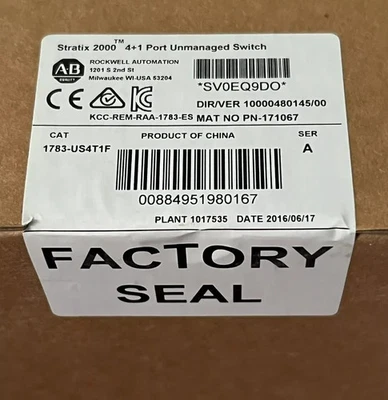 Stratix 2000™ 4+1 Port Unmanaged Switch
AB
ROCKWELL AUTOMATION
1201 S 2nd St
Milwaukee WI-USA 53204
*SV0EQ9DO*
DIR/VER 10000480145/00
KCC-REM-RAA-1783-ES MAT NO PN-171067
CAT PRODUCT OF CHINA SER
1783-US4T1F A
00884951980167
PLANT 1017535 DATE 2016/06/17
FACTORY
SEAL